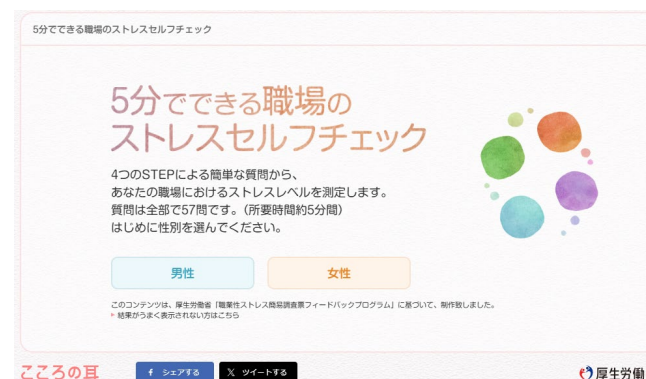 5分でできる職場のストレスセルフチェック
5分でできる職場の
ストレスセルフチェック
4つのSTEPによる簡単な質問から、
あなたの職場におけるストレスレベルを測定します。
質問は全部で57問です。(所要時間約5分間)
はじめに性別を選んでください。
男性
女性
このコンテンツは、厚生労働省「職業性ストレス簡易調査票フィードバックプログラム」に基づいて、制作致しました。
結果がうまく表示されない方はこちら
こころの耳
f シェアする
X ツイートする
厚生労働